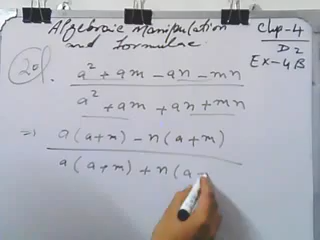 Algebraic Manipulation Chp-4
and Formulae D2
EX-4B
20). a² + am - an - mn
a² + am + an + mn
⇒ a(a+m) - n(a+m)
a(a+m) + n(a